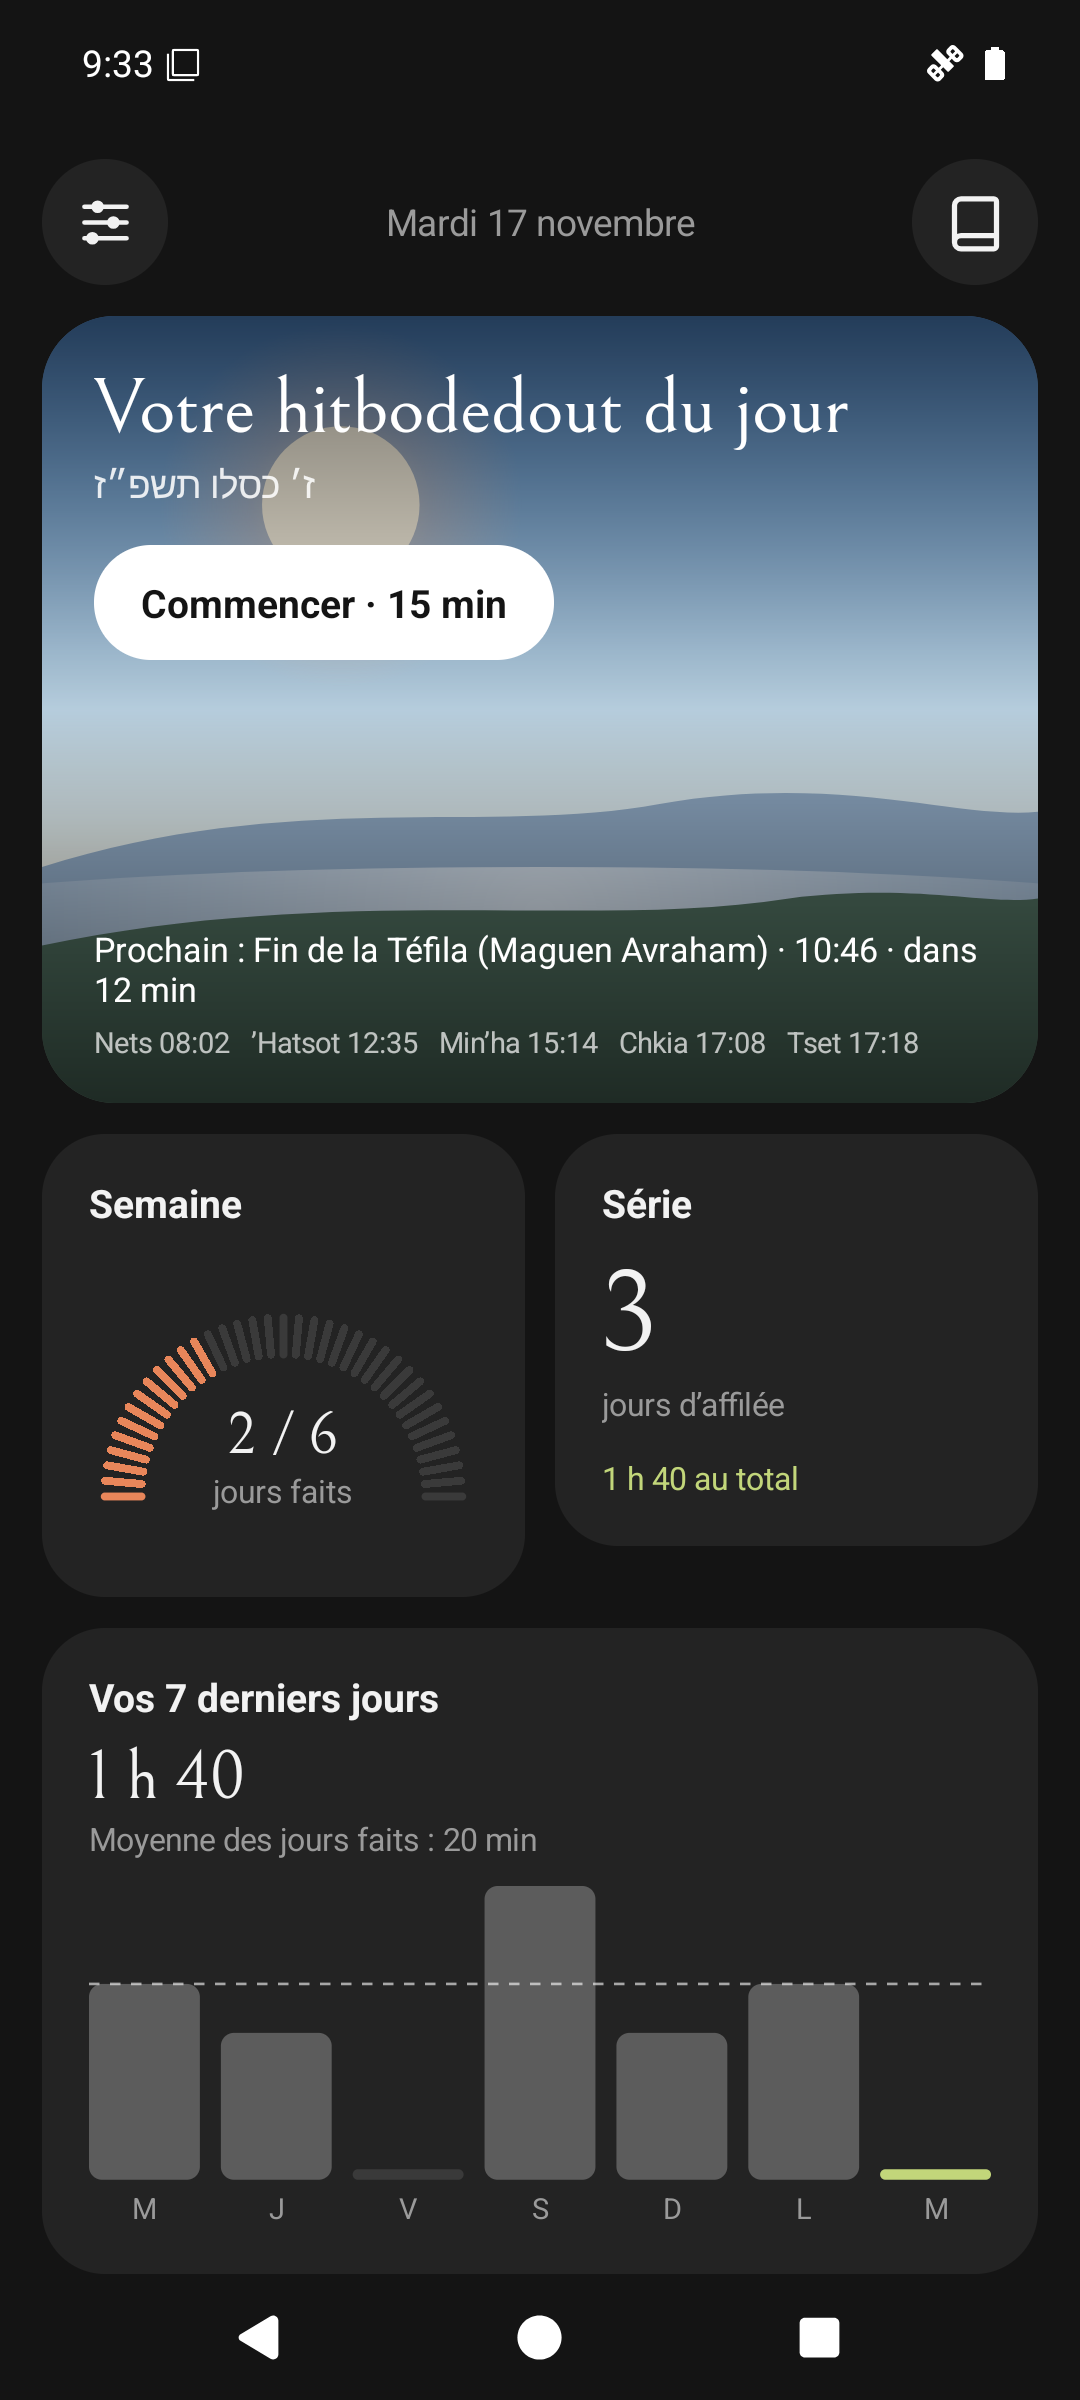 9:33
Mardi 17 novembre
Votre hitbodedout du jour
ז׳ כסלו תשפ״ז
Commencer · 15 min
Prochain : Fin de la Téfila (Maguen Avraham) · 10:46 · dans
12 min
Nets 08:02 ’Hatsot 12:35 Min’ha 15:14 Chkia 17:08 Tset 17:18
Semaine
2 / 6
jours faits
Série
3
jours d’affilée
1 h 40 au total
Vos 7 derniers jours
1 h 40
Moyenne des jours faits : 20 min
M J V S D L M